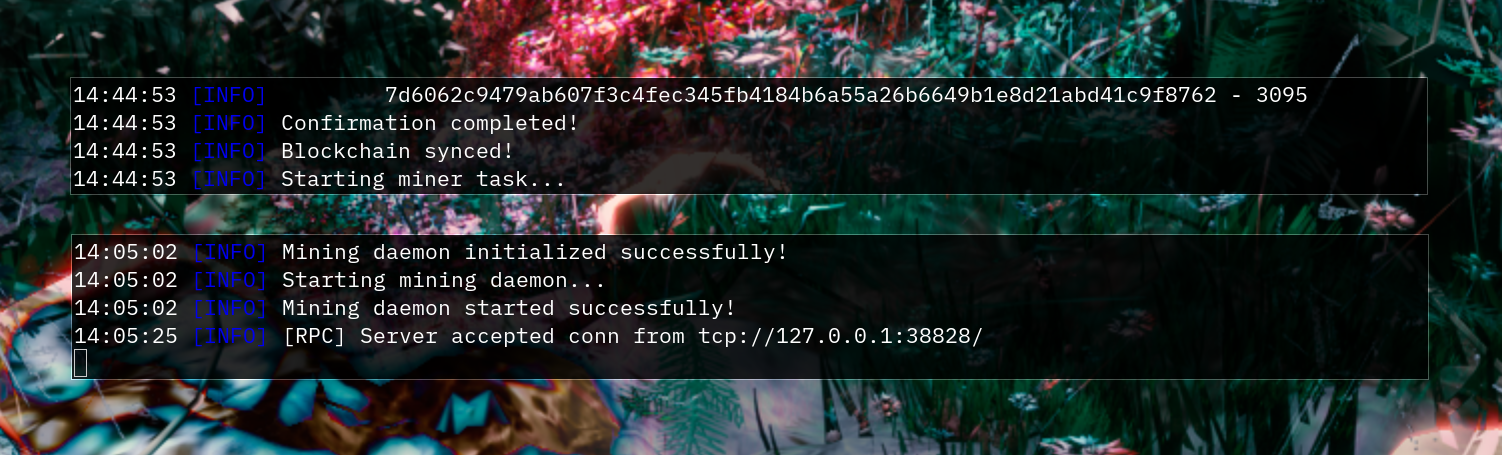 14:44:53 [INFO] 7d6062c9479ab607f3c4fec345fb4184b6a55a26b6649b1e8d21abd41c9f8762 - 3095
14:44:53 [INFO] Confirmation completed!
14:44:53 [INFO] Blockchain synced!
14:44:53 [INFO] Starting miner task...
14:05:02 [INFO] Mining daemon initialized successfully!
14:05:02 [INFO] Starting mining daemon...
14:05:02 [INFO] Mining daemon started successfully!
14:05:25 [INFO] [RPC] Server accepted conn from tcp://127.0.0.1:38828/